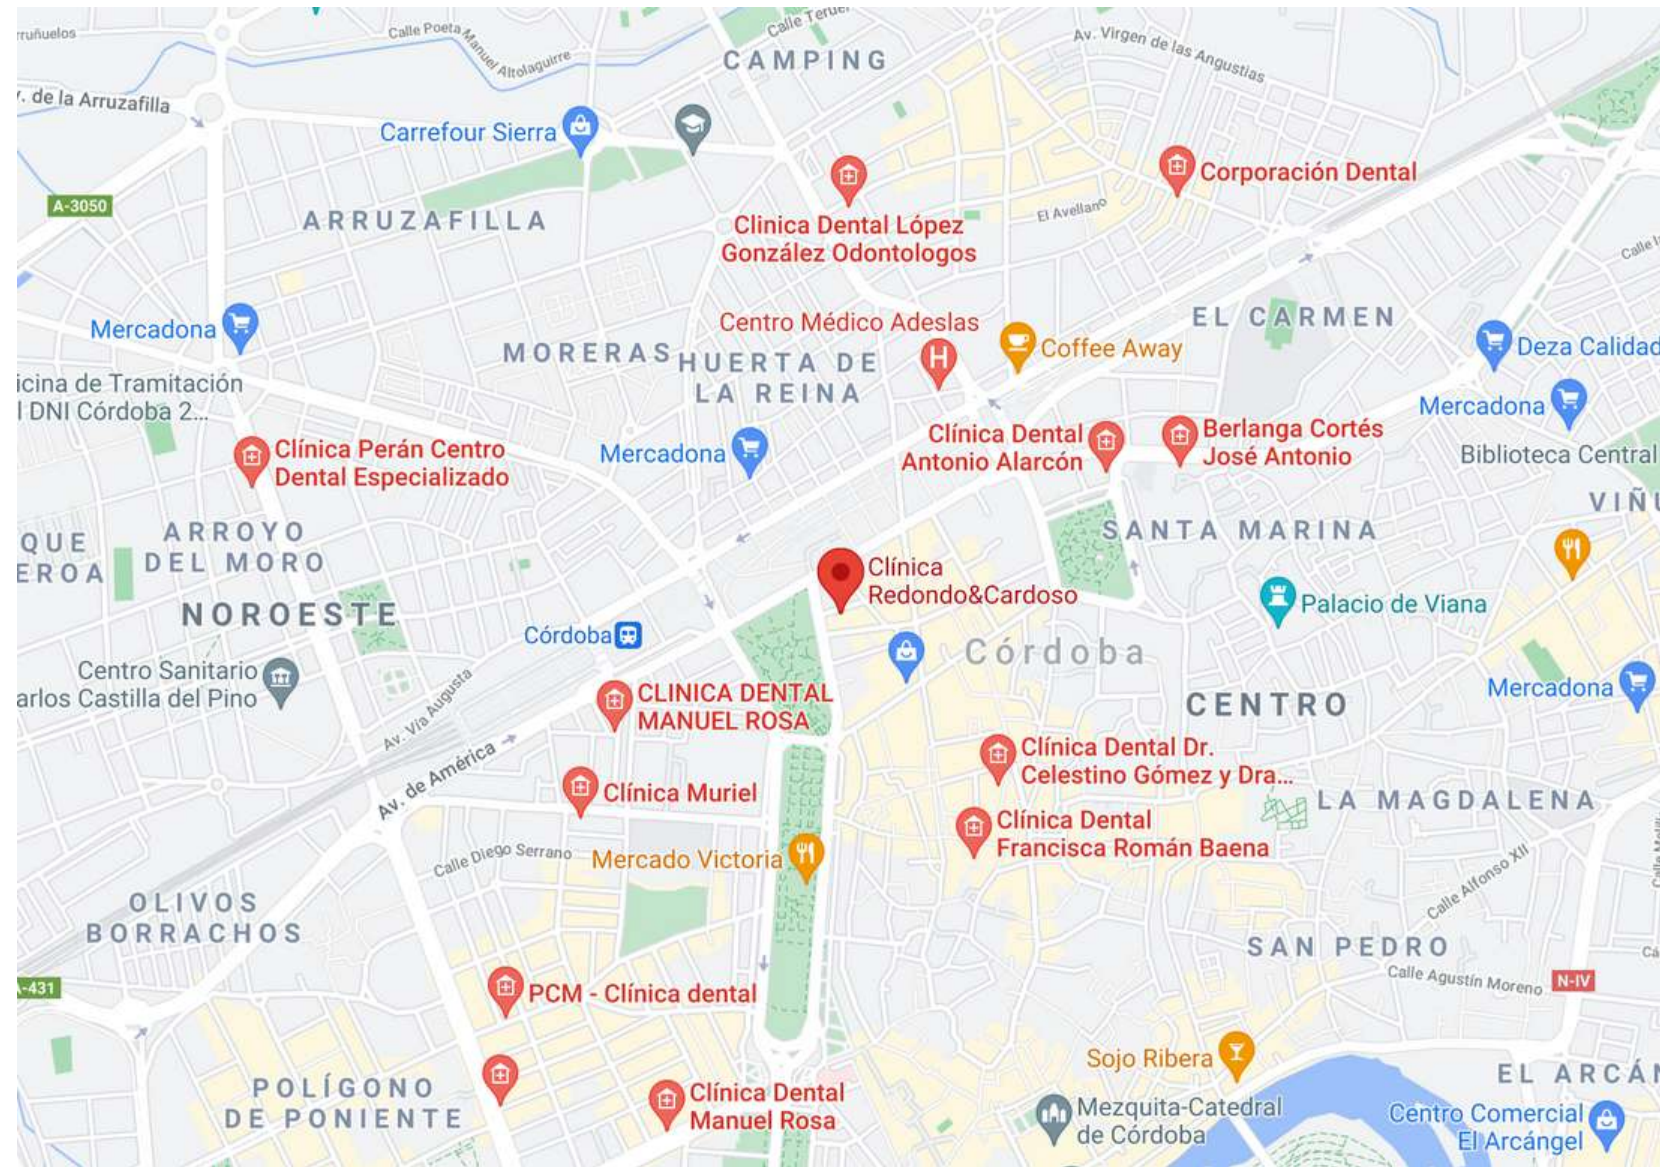 Calle Poeta
Manuel Altolaguirre
Calle Teruel
CAMPING
Av. Virgen de las Angustias
. de la Arruzafilla
Carrefour Sierra
Corporación Dental
A-3050
ARRUZAFILLA
Clinica Dental López
González Odontologos
El Avellano
Mercadona
Centro Médico Adeslas
EL CARMEN
MORERAS
HUERTA DE
LA REINA
Coffee Away
Deza Calidad
icina de Tramitación
l DNI Córdoba 2...
Mercadona
Clínica Perán Centro
Dental Especializado
Mercadona
Clínica Dental
Antonio Alarcón
Berlanga Cortés
José Antonio
Biblioteca Central
VIÑU
QUE
EROA
ARROYO
DEL MORO
SANTA MARINA
Clínica
Redondo&Cardoso
NOROESTE
Palacio de Viana
Córdoba
Córdoba
Centro Sanitario
arlos Castilla del Pino
Av. Vía Augusta
CLINICA DENTAL
MANUEL ROSA
CENTRO
Mercadona
Av. de América
Clínica Dental Dr.
Celestino Gómez y Dra...
Clínica Muriel
LA MAGDALENA
Clínica Dental
Francisca Román Baena
Calle Diego Serrano
Mercado Victoria
Calle Alfonso XII
OLIVOS
BORRACHOS
SAN PEDRO
Calle Agustín Moreno
N-IV
-431
PCM - Clínica dental
Sojo Ribera
EL ARCÁN
POLÍGONO
DE PONIENTE
Clínica Dental
Manuel Rosa
Mezquita-Catedral
de Córdoba
Centro Comercial
El Arcángel